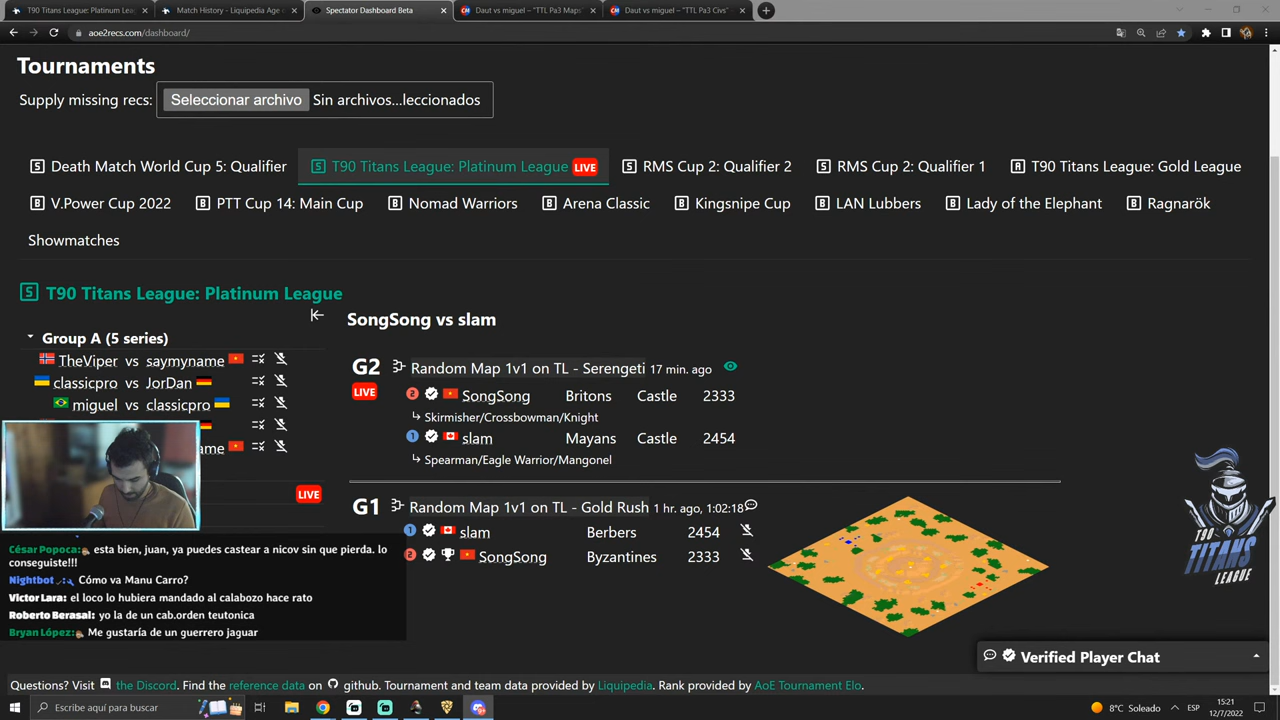 T90 Titans League: Platinum Leag
Match History - Liquipedia Age o
Spectator Dashboard Beta
Daut vs miguel – "TTL Pa3 Maps"
Daut vs miguel – "TTL Pa3 Civs"
aoe2recs.com/dashboard/
Tournaments
Supply missing recs: Seleccionar archivo Sin archivos...leccionados
S Death Match World Cup 5: Qualifier S T90 Titans League: Platinum League LIVE S RMS Cup 2: Qualifier 2 S RMS Cup 2: Qualifier 1 A T90 Titans League: Gold League
B V.Power Cup 2022 B PTT Cup 14: Main Cup B Nomad Warriors B Arena Classic B Kingsnipe Cup B LAN Lubbers B Lady of the Elephant B Ragnarök
Showmatches
S T90 Titans League: Platinum League
Group A (5 series)
TheViper vs saymyname
classicpro vs JorDan
miguel vs classicpro
name
LIVE
SongSong vs slam
G2 Random Map 1v1 on TL - Serengeti 17 min. ago
LIVE
2 SongSong Britons Castle 2333
Skirmisher/Crossbowman/Knight
1 slam Mayans Castle 2454
Spearman/Eagle Warrior/Mangonel
G1 Random Map 1v1 on TL - Gold Rush 1 hr. ago, 1:02:18
1 slam Berbers 2454
2 SongSong Byzantines 2333
T90
TITANS
LEAGUE
César Popoca: esta bien, juan, ya puedes castear a nicov sin que pierda. lo
conseguiste!!!
Nightbot: Cómo va Manu Carro?
Victor Lara: el loco lo hubiera mandado al calabozo hace rato
Roberto Berasal: yo la de un cab.orden teutonica
Bryan López: Me gustaría de un guerrero jaguar
Verified Player Chat
Questions? Visit the Discord. Find the reference data on github. Tournament and team data provided by Liquipedia. Rank provided by AoE Tournament Elo.
Escribe aquí para buscar
8°C Soleado
ESP
15:21
12/7/2022